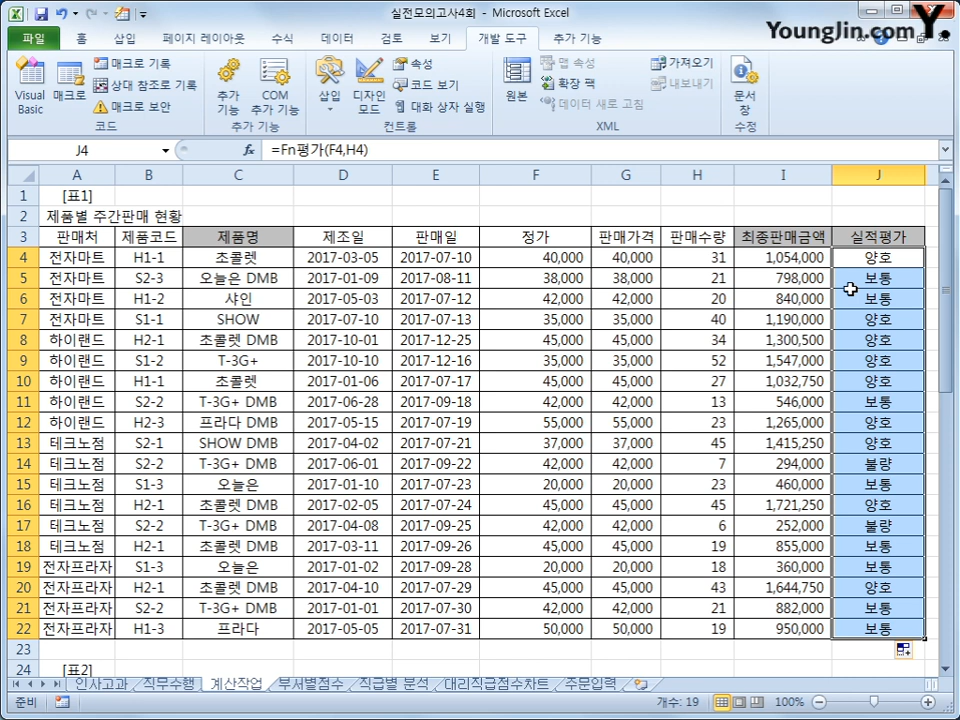 실전모의고사4회 - Microsoft Excel
Younglin.com Y.
파일 홈 삽입 페이지 레이아웃 수식 데이터 검토 보기 개발 도구 추가 기능
Visual Basic 매크로 매크로 기록 상대 참조로 기록 매크로 보안 코드
추가 기능 COM 추가 기능 추가 기능
삽입 디자인 모드 속성 코드 보기 대화 상자 실행 컨트롤
원본 맵 속성 확장 팩 데이터 새로 고침 가져오기 내보내기 XML
문서 창 수정
J4 fx =Fn평가(F4,H4)
A B C D E F G H I J
1 [표1]
2 제품별 주간판매 현황
3 판매처 제품코드 제품명 제조일 판매일 정가 판매가격 판매수량 최종판매금액 실적평가
4 전자마트 H1-1 초콜렛 2017-03-05 2017-07-10 40,000 40,000 31 1,054,000 양호
5 전자마트 S2-3 오늘은 DMB 2017-01-09 2017-08-11 38,000 38,000 21 798,000 보통
6 전자마트 H1-2 샤인 2017-05-03 2017-07-12 42,000 42,000 20 840,000 보통
7 전자마트 S1-1 SHOW 2017-07-10 2017-07-13 35,000 35,000 40 1,190,000 양호
8 하이랜드 H2-1 초콜렛 DMB 2017-10-01 2017-12-25 45,000 45,000 34 1,300,500 양호
9 하이랜드 S1-2 T-3G+ 2017-10-10 2017-12-16 35,000 35,000 52 1,547,000 양호
10 하이랜드 H1-1 초콜렛 2017-01-06 2017-07-17 45,000 45,000 27 1,032,750 양호
11 하이랜드 S2-2 T-3G+ DMB 2017-06-28 2017-09-18 42,000 42,000 13 546,000 보통
12 하이랜드 H2-3 프라다 DMB 2017-05-15 2017-07-19 55,000 55,000 23 1,265,000 양호
13 테크노점 S2-1 SHOW DMB 2017-04-02 2017-07-21 37,000 37,000 45 1,415,250 양호
14 테크노점 S2-2 T-3G+ DMB 2017-06-01 2017-09-22 42,000 42,000 7 294,000 불량
15 테크노점 S1-3 오늘은 2017-01-10 2017-07-23 20,000 20,000 23 460,000 보통
16 테크노점 H2-1 초콜렛 DMB 2017-02-05 2017-07-24 45,000 45,000 45 1,721,250 양호
17 테크노점 S2-2 T-3G+ DMB 2017-04-08 2017-09-25 42,000 42,000 6 252,000 불량
18 테크노점 H2-1 초콜렛 DMB 2017-03-11 2017-09-26 45,000 45,000 19 855,000 보통
19 전자프라자 S1-3 오늘은 2017-01-02 2017-09-28 20,000 20,000 18 360,000 보통
20 전자프라자 H2-1 초콜렛 DMB 2017-04-10 2017-07-29 45,000 45,000 43 1,644,750 양호
21 전자프라자 S2-2 T-3G+ DMB 2017-01-01 2017-07-30 42,000 42,000 21 882,000 보통
22 전자프라자 H1-3 프라다 2017-05-05 2017-07-31 50,000 50,000 19 950,000 보통
23
24 [표2]
인사고과 직무수행 계산작업 부서별점수 직급별 분석 대리직급점수차트 주문입력
준비 개수: 19 100%